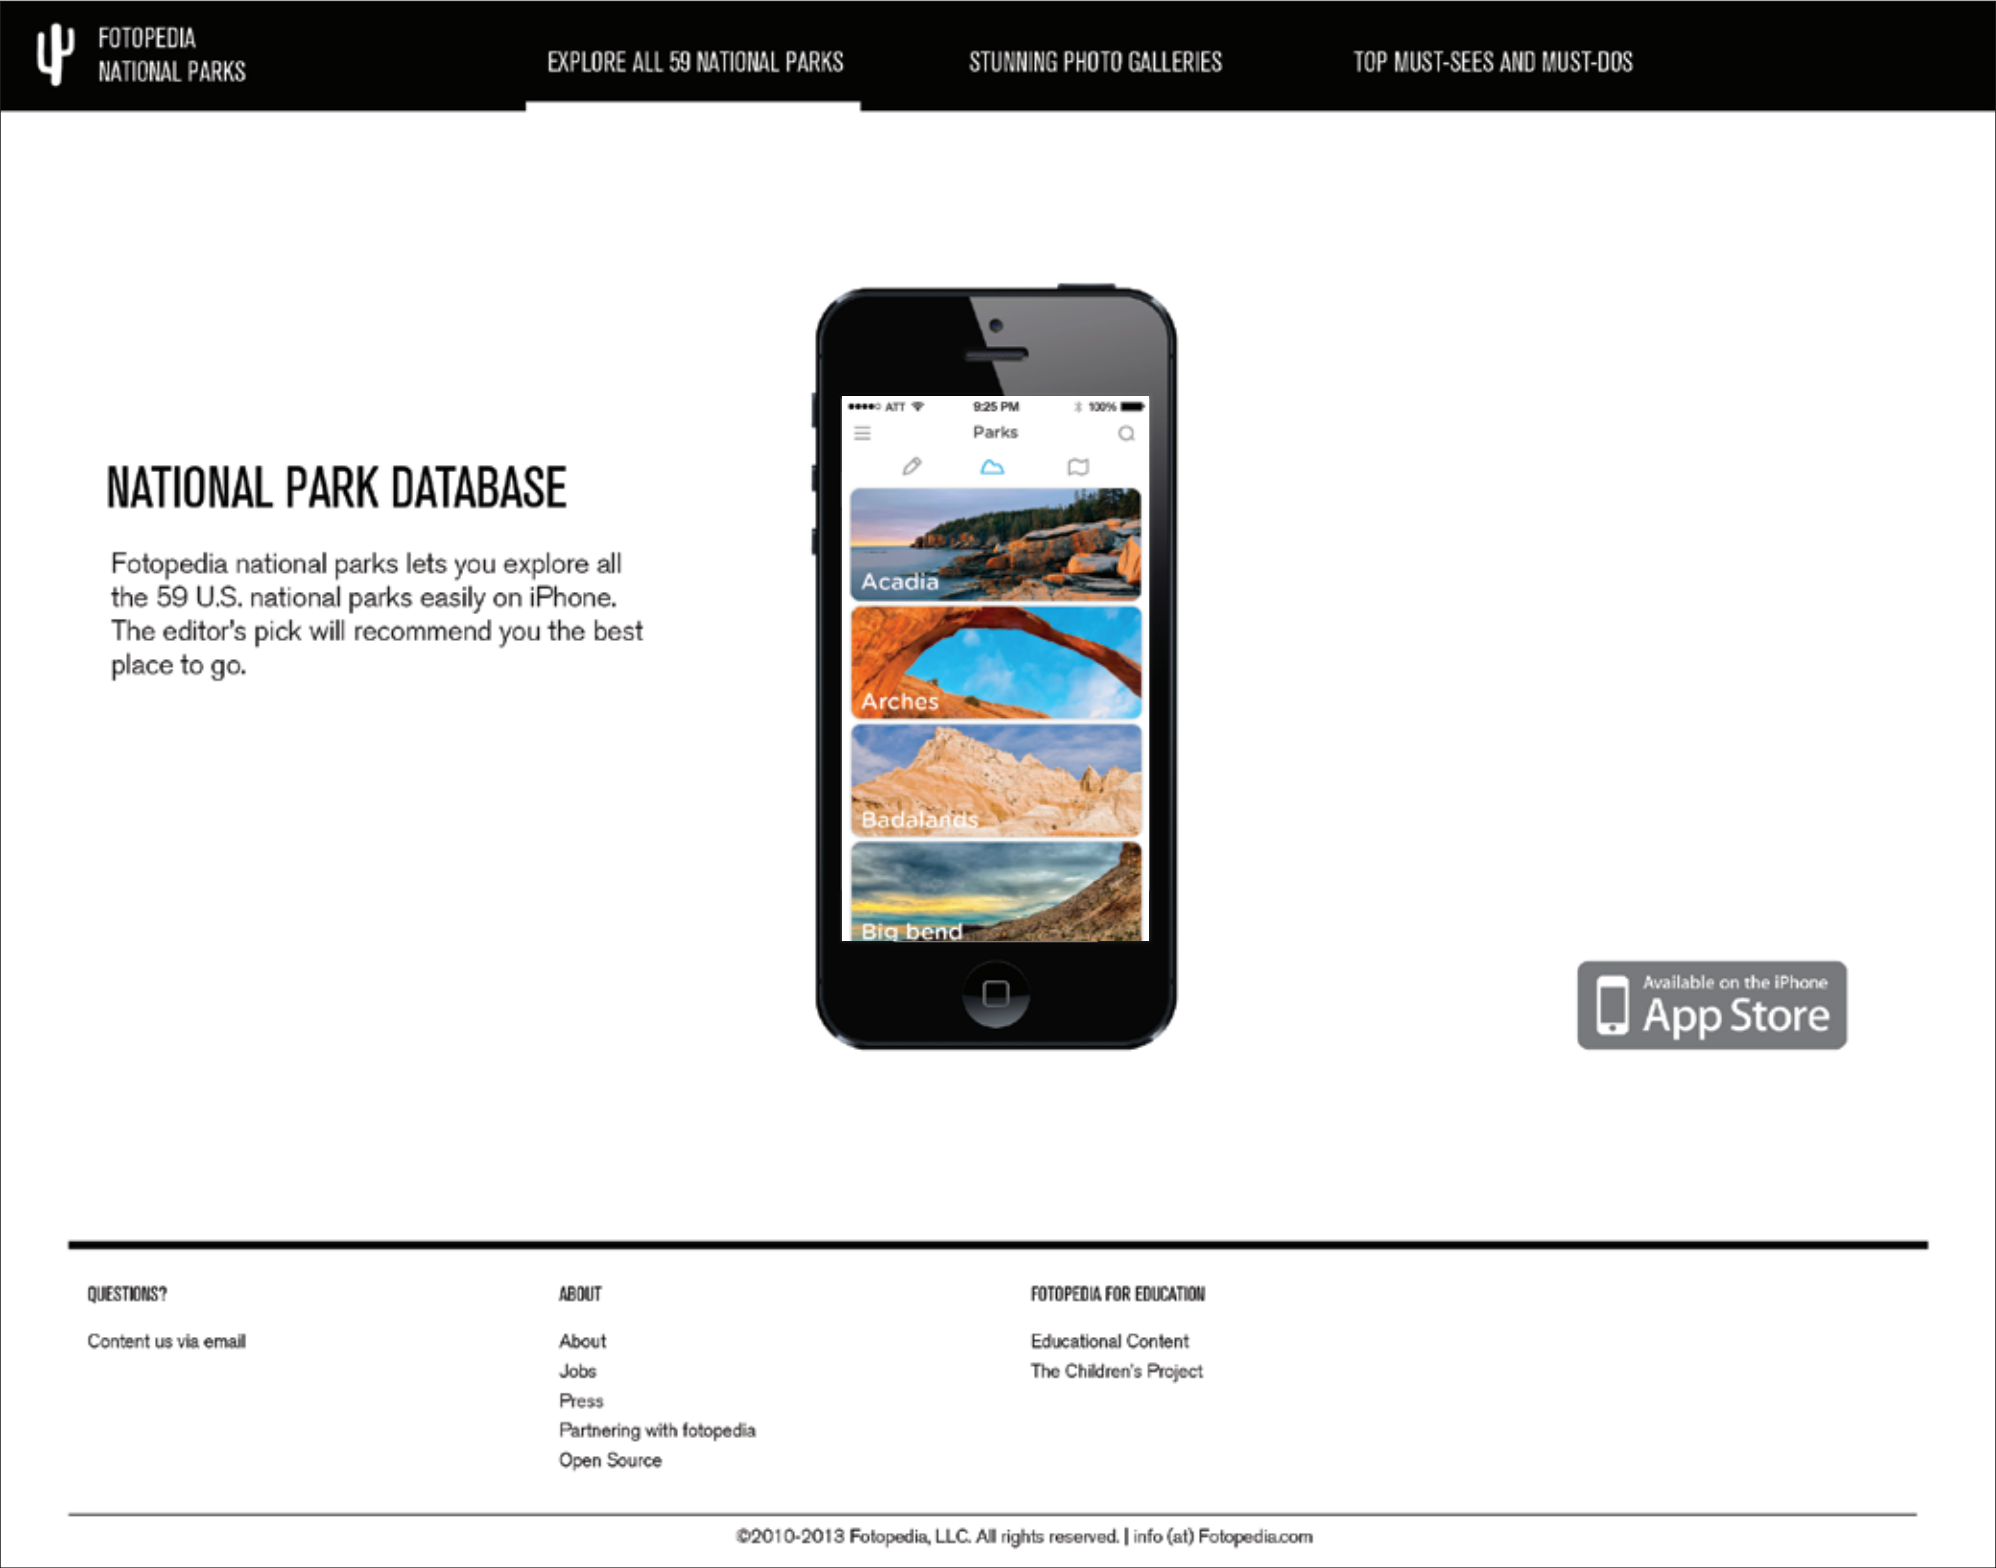 FOTOPEDIA
NATIONAL PARKS
EXPLORE ALL 59 NATIONAL PARKS
STUNNING PHOTO GALLERIES
TOP MUST-SEES AND MUST-DOS
NATIONAL PARK DATABASE
Fotopedia national parks lets you explore all
the 59 U.S. national parks easily on iPhone.
The editor's pick will recommend you the best
place to go.
ATT 9:25 PM 100%
Parks
Acadia
Arches
Badalands
Big bend
Available on the iPhone
App Store
QUESTIONS?
Content us via email
ABOUT
About
Jobs
Press
Partnering with fotopedia
Open Source
FOTOPEDIA FOR EDUCATION
Educational Content
The Children's Project
©2010-2013 Fotopedia, LLC. All rights reserved. | info (at) Fotopedia.com